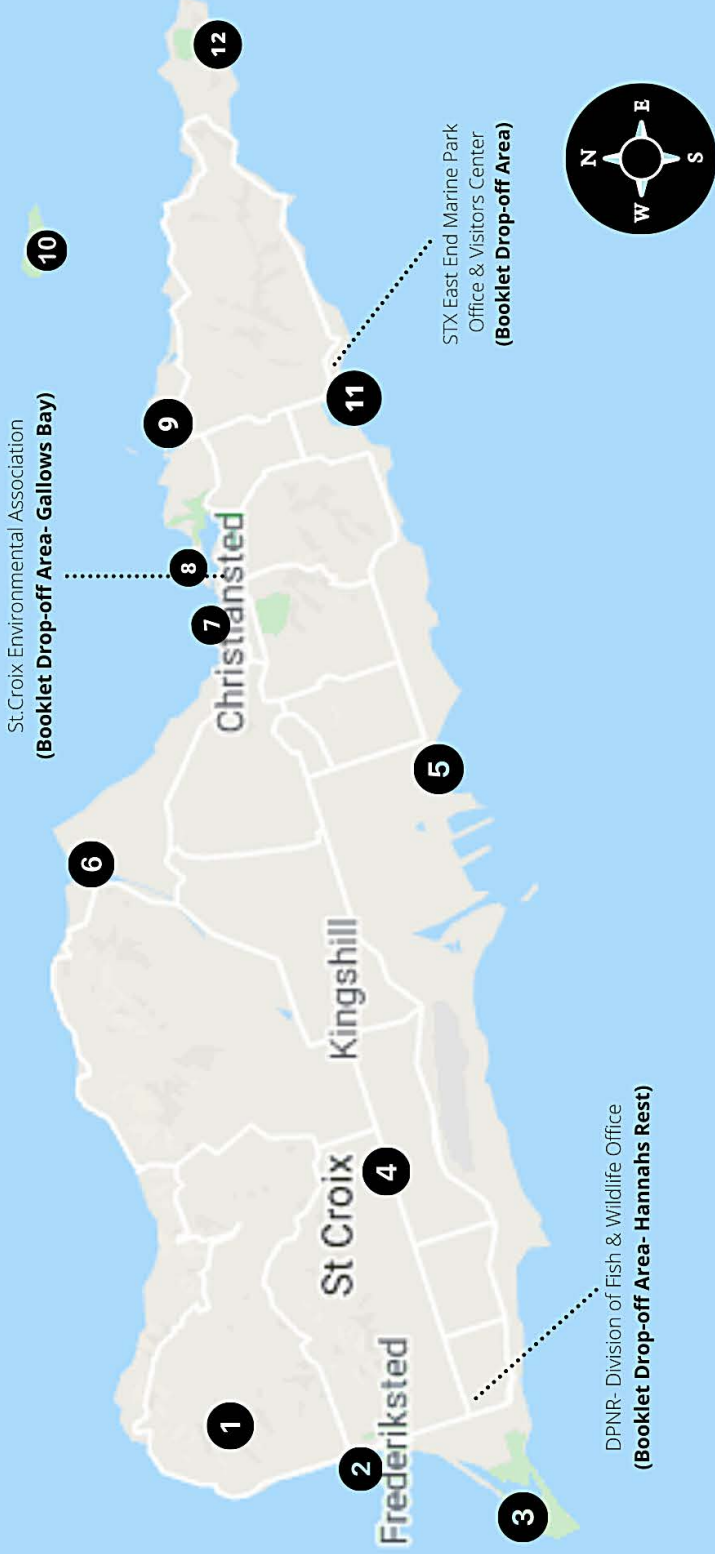 St.Croix Environmental Association
(Booklet Drop-off Area- Gallows Bay)
10
12
9
8
7
Christiansted
6
11
STX East End Marine Park
Office & Visitors Center
(Booklet Drop-off Area)
5
Kingshill
St Croix
4
1
2
Frederiksted
3
DPNR- Division of Fish & Wildlife Office
(Booklet Drop-off Area- Hannahs Rest)
N
W E
S